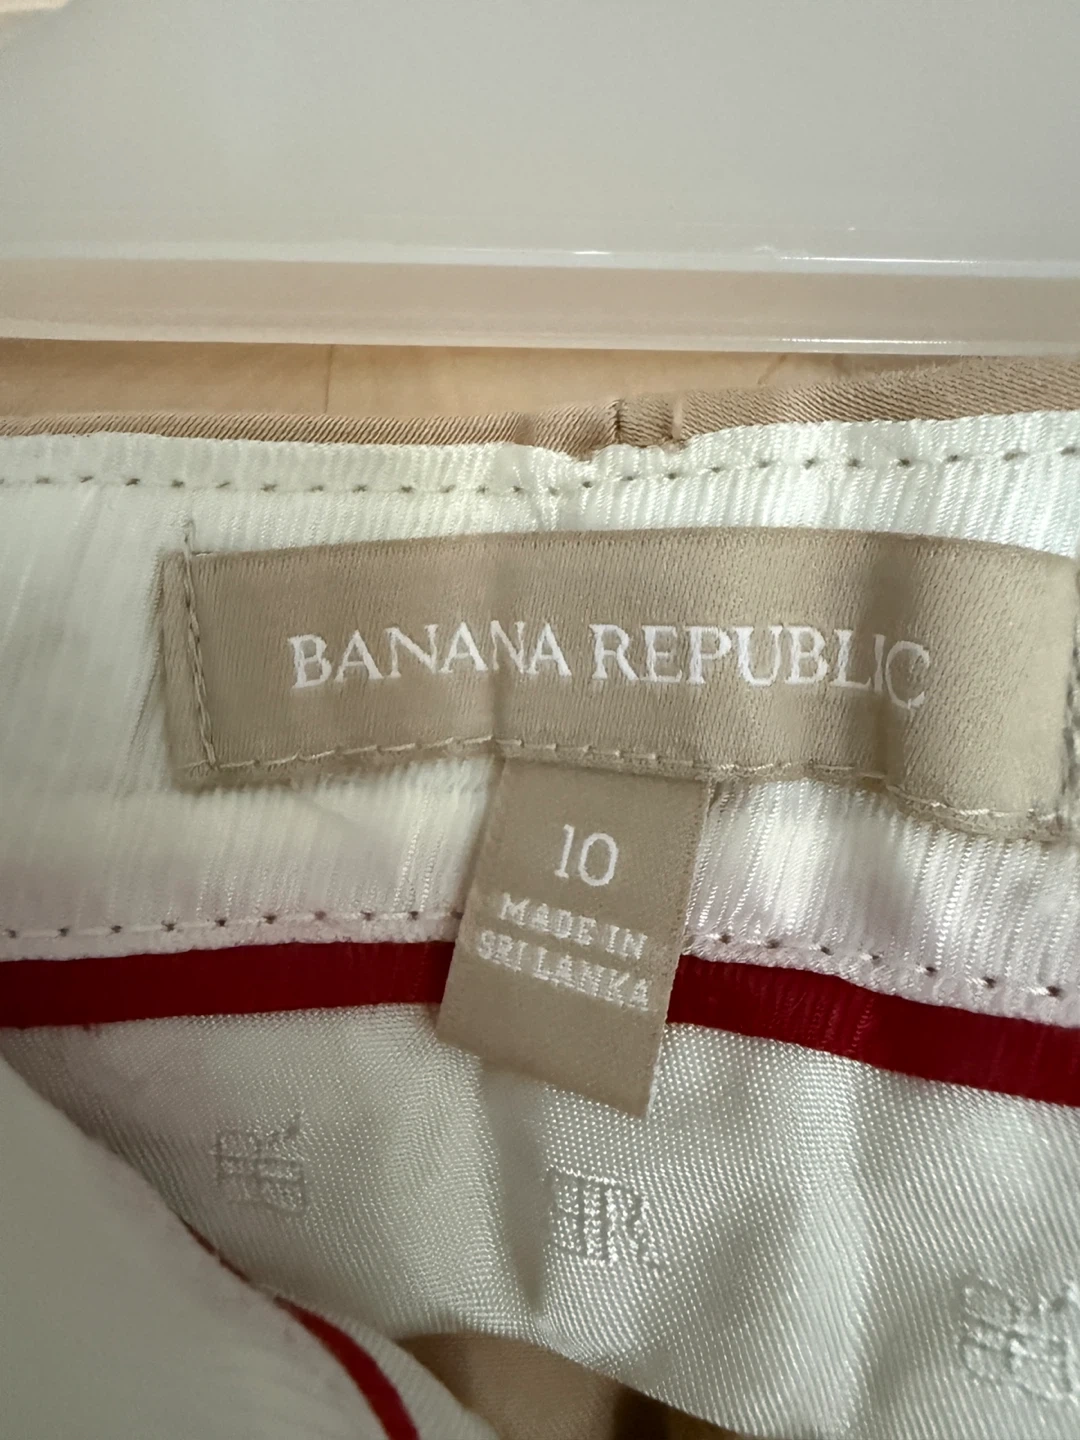 BANANA REPUBLIC
10
MADE IN
SRI LANKA